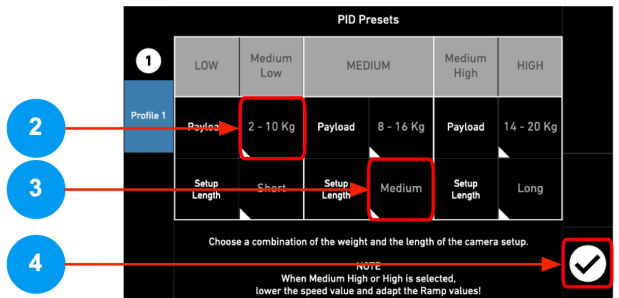 PID Presets
1
LOW
Medium
Low
MEDIUM
Medium
High
HIGH
Profile 1
2
Payload
2 - 10 Kg
Payload
8 - 16 Kg
Payload
14 - 20 Kg
3
Setup
Length
Short
Setup
Length
Medium
Setup
Length
Long
4
Choose a combination of the weight and the length of the camera setup.
NOTE
When Medium High or High is selected,
lower the speed value and adapt the Ramp values!